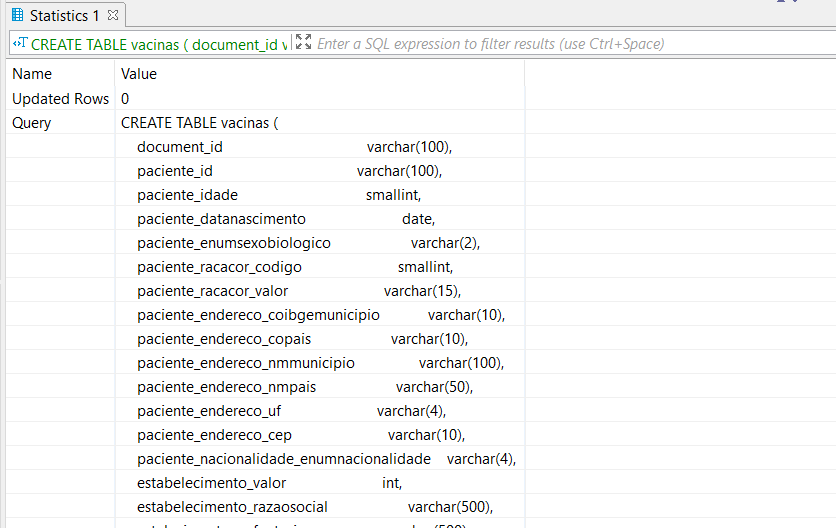 Statistics 1
CREATE TABLE vacinas ( document_id v
Enter a SQL expression to filter results (use Ctrl+Space)
Name Value
Updated Rows 0
Query CREATE TABLE vacinas (
document_id varchar(100),
paciente_id varchar(100),
paciente_idade smallint,
paciente_datanascimento date,
paciente_enumsexobiologico varchar(2),
paciente_racacor_codigo smallint,
paciente_racacor_valor varchar(15),
paciente_endereco_coibgemunicipio varchar(10),
paciente_endereco_copais varchar(10),
paciente_endereco_nmmunicipio varchar(100),
paciente_endereco_nmpais varchar(50),
paciente_endereco_uf varchar(4),
paciente_endereco_cep varchar(10),
paciente_nacionalidade_enumnacionalidade varchar(4),
estabelecimento_valor int,
estabelecimento_razaosocial varchar(500),